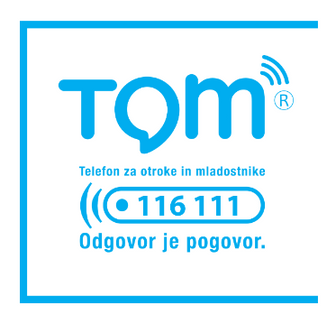 TOM®
Telefon za otroke in mladostnike
116 111
Odgovor je pogovor.